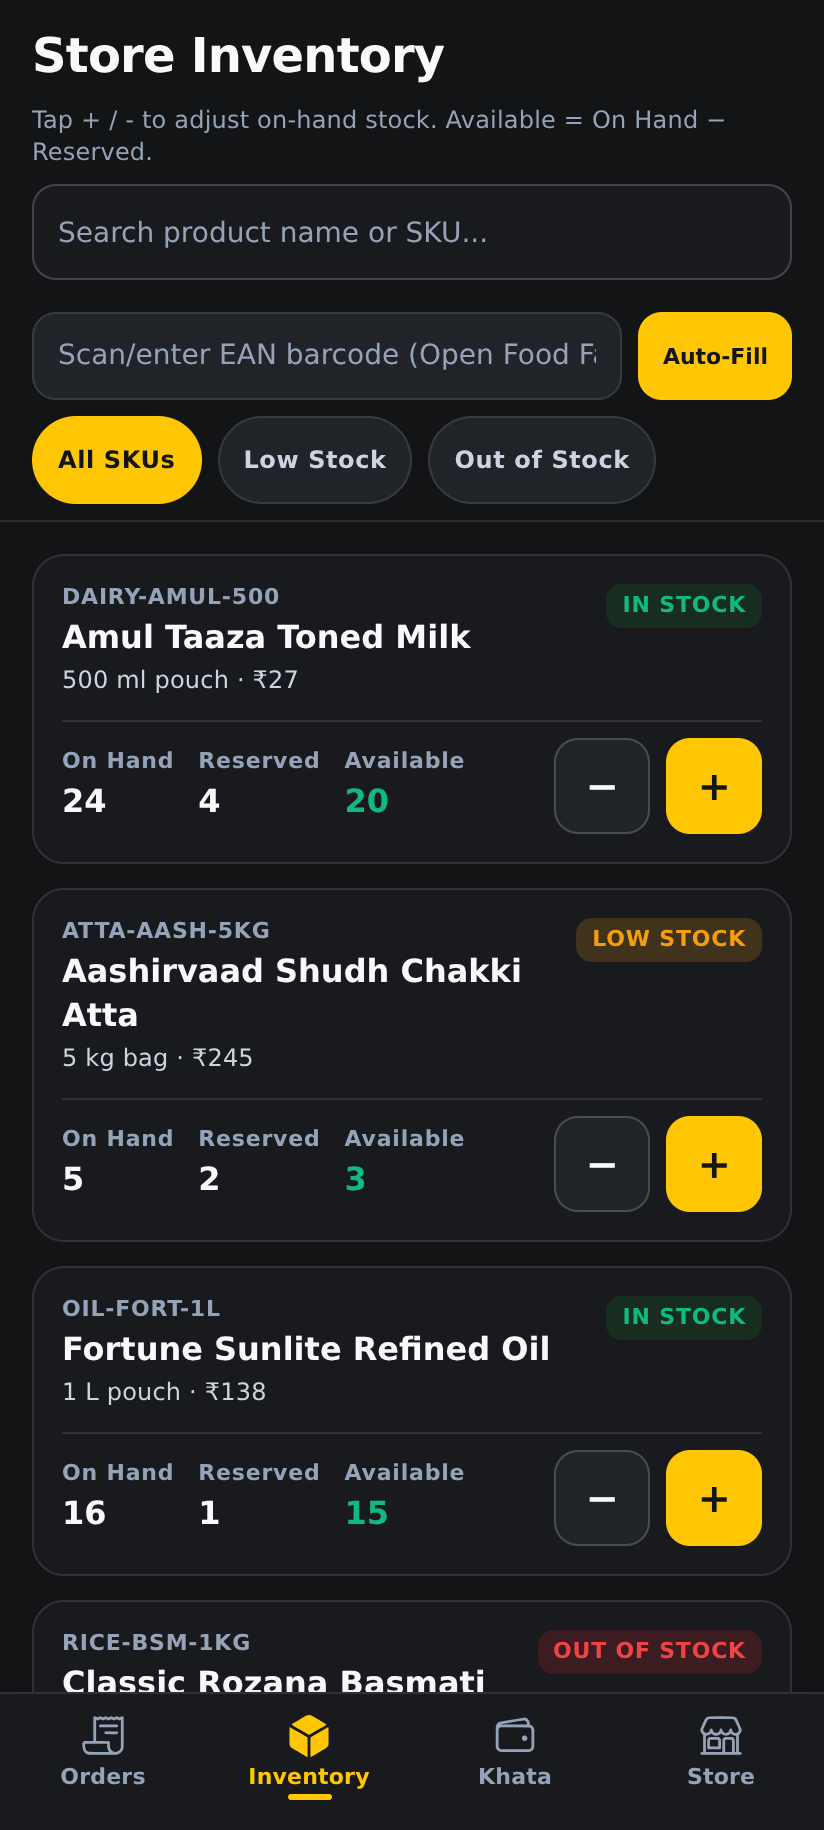 Store Inventory
Tap + / - to adjust on-hand stock. Available = On Hand −
Reserved.
Search product name or SKU...
Scan/enter EAN barcode (Open Food Fa
Auto-Fill
All SKUs
Low Stock
Out of Stock
DAIRY-AMUL-500
IN STOCK
Amul Taaza Toned Milk
500 ml pouch · ₹27
On Hand Reserved Available
24 4 20
− +
ATTA-AASH-5KG
LOW STOCK
Aashirvaad Shudh Chakki
Atta
5 kg bag · ₹245
On Hand Reserved Available
5 2 3
− +
OIL-FORT-1L
IN STOCK
Fortune Sunlite Refined Oil
1 L pouch · ₹138
On Hand Reserved Available
16 1 15
− +
RICE-BSM-1KG
OUT OF STOCK
Classic Rozana Basmati
Orders Inventory Khata Store